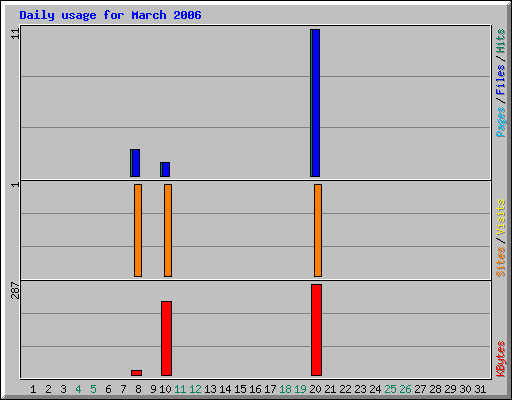 Daily usage for March 2006
11
1
287
Pages/Files/Hits
Sites/Visits
KBytes
1 2 3 4 5 6 7 8 9 10 11 12 13 14 15 16 17 18 19 20 21 22 23 24 25 26 27 28 29 30 31